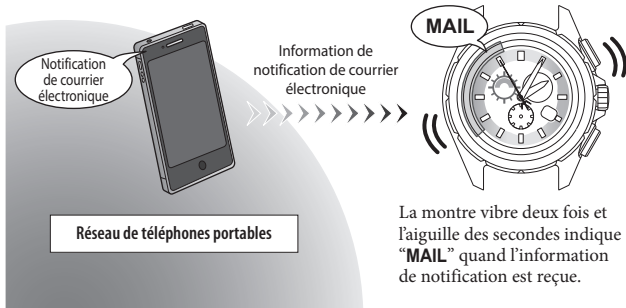 Notification
de courrier
électronique
Information de
notification de courrier
électronique
MAIL
Réseau de téléphones portables
La montre vibre deux fois et
l'aiguille des secondes indique
“MAIL” quand l'information
de notification est reçue.